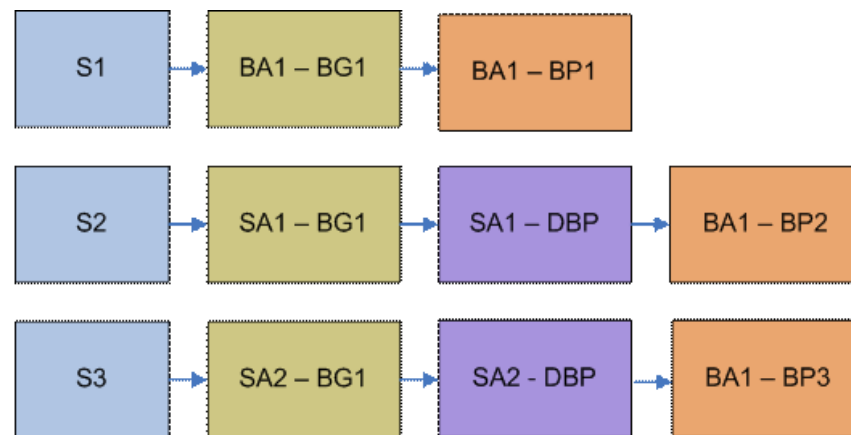 S1
BA1 – BG1
BA1 – BP1
S2
SA1 – BG1
SA1 – DBP
BA1 – BP2
S3
SA2 – BG1
SA2 - DBP
BA1 – BP3